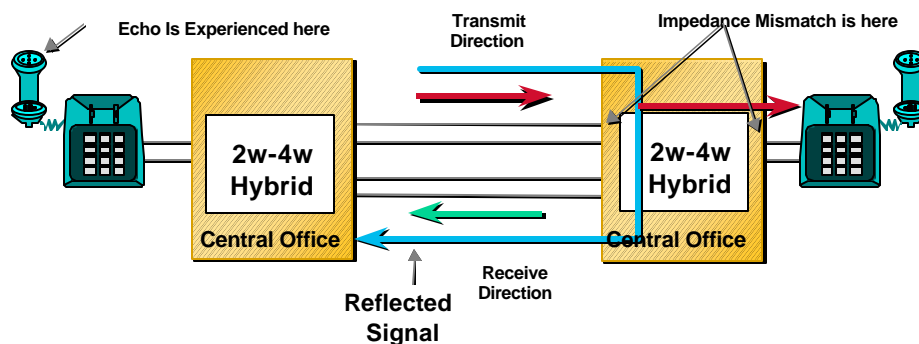 Echo Is Experienced here
Transmit
Direction
Impedance Mismatch is here
2w-4w
Hybrid
Central Office
2w-4w
Hybrid
Central Office
Receive
Direction
Reflected
Signal